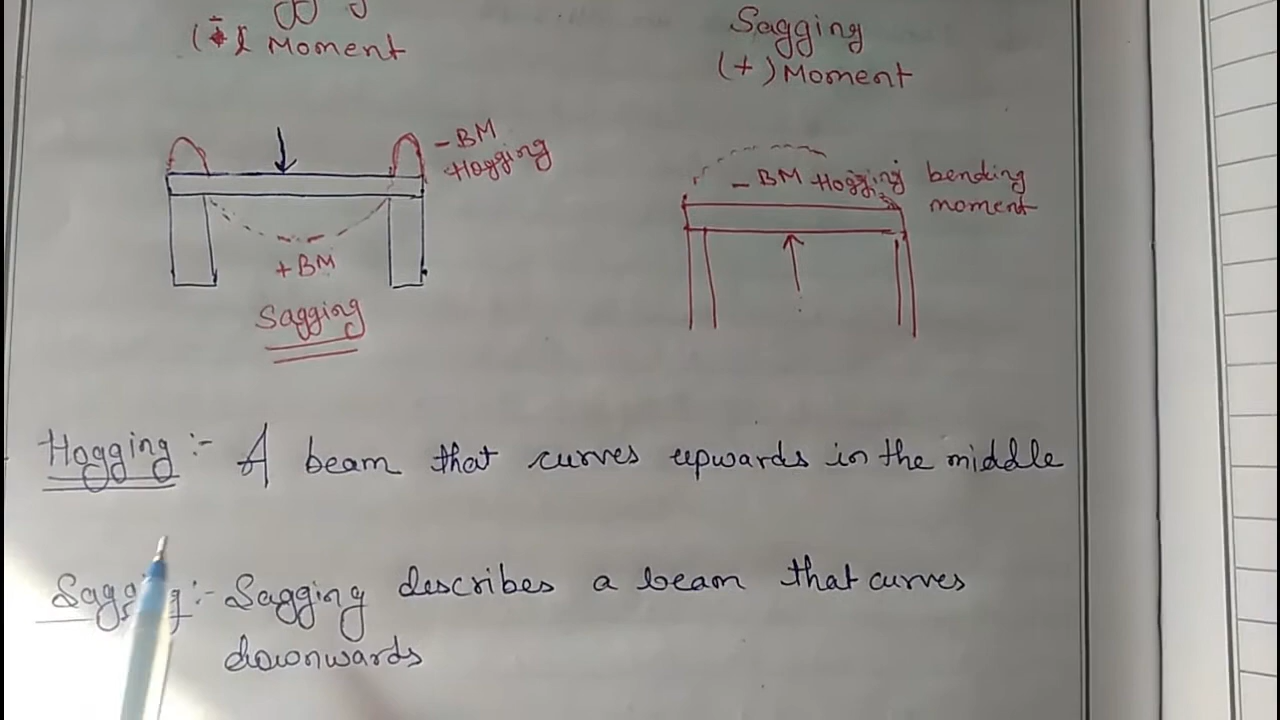 Sagging
(-) Moment
(+) Moment
- BM
Hogging
+ BM
Sagging
- BM Hogging bending
moment
Hogging :- A beam that curves upwards in the middle
Sagging :- Sagging describes a beam that curves
downwards